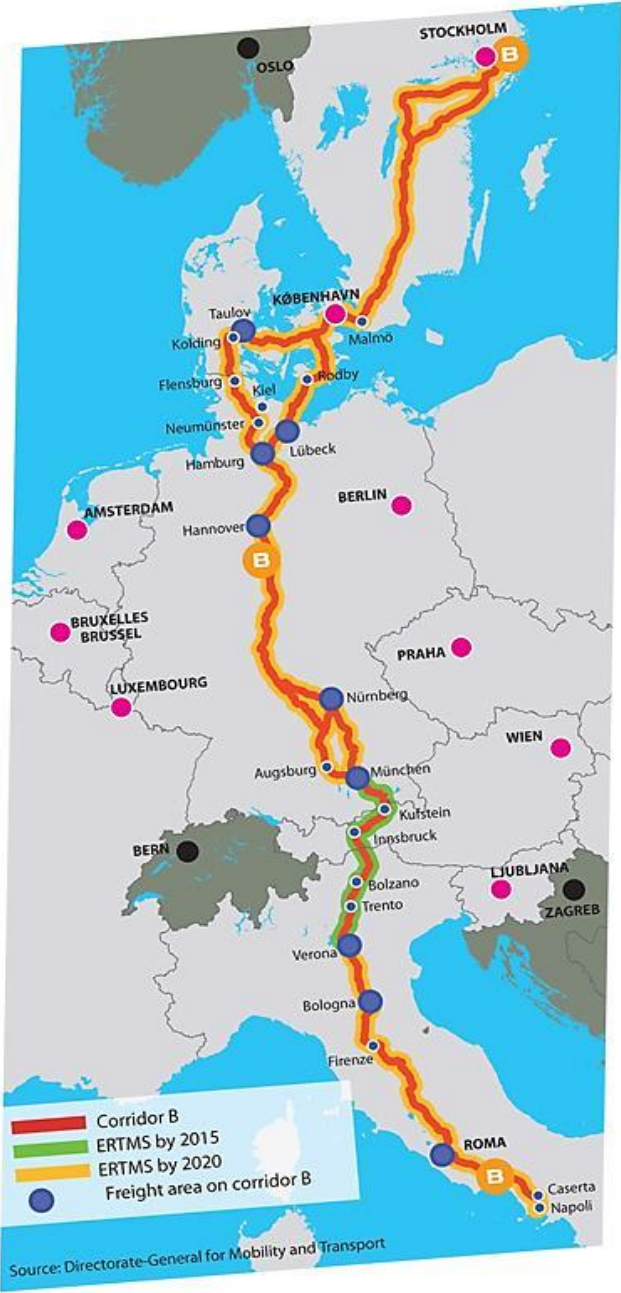 STOCKHOLM
B
OSLO
KØBENHAVN
Taulov
Malmö
Kolding
Flensburg
Rodby
Kiel
Neumünster
Lübeck
Hamburg
BERLIN
AMSTERDAM
Hannover
B
BRUXELLES
BRUSSEL
PRAHA
LUXEMBOURG
Nürnberg
WIEN
Augsburg
München
Kufstein
Innsbruck
BERN
LJUBLJANA
Bolzano
Trento
ZAGREB
Verona
Bologna
Firenze
Corridor B
ERTMS by 2015
ERTMS by 2020
Freight area on corridor B
ROMA
B
Caserta
Napoli
Source: Directorate-General for Mobility and Transport